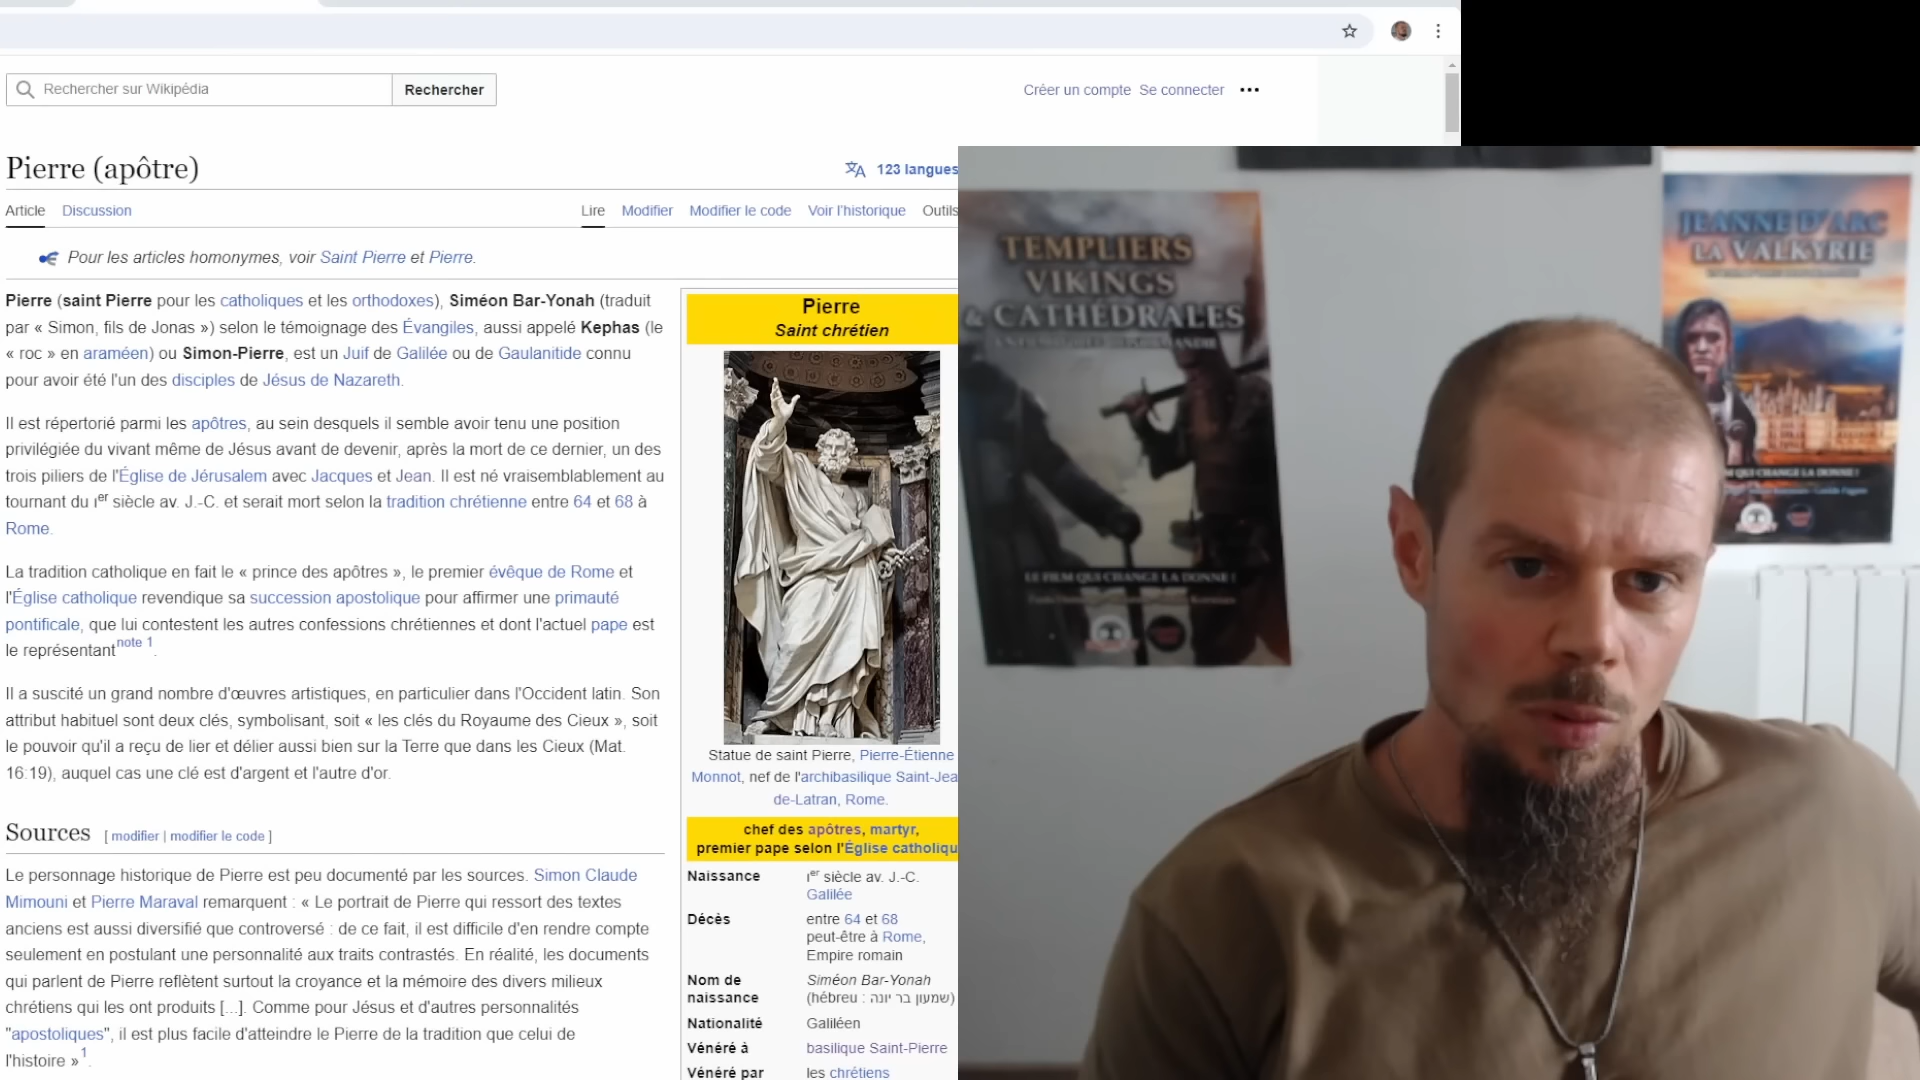 Rechercher sur Wikipédia
Rechercher
Créer un compte Se connecter
Pierre (apôtre)
123 langues
Article Discussion
Lire Modifier Modifier le code Voir l'historique Outils
Pour les articles homonymes, voir Saint Pierre et Pierre.
Pierre (saint Pierre pour les catholiques et les orthodoxes), Siméon Bar-Yonah (traduit
par « Simon, fils de Jonas ») selon le témoignage des Évangiles, aussi appelé Kephas (le
« roc » en araméen) ou Simon-Pierre, est un Juif de Galilée ou de Gaulanitide connu
pour avoir été l'un des disciples de Jésus de Nazareth.
Il est répertorié parmi les apôtres, au sein desquels il semble avoir tenu une position
privilégiée du vivant même de Jésus avant de devenir, après la mort de ce dernier, un des
trois piliers de l'Église de Jérusalem avec Jacques et Jean. Il est né vraisemblablement au
tournant du Ier siècle av. J.-C. et serait mort selon la tradition chrétienne entre 64 et 68 à
Rome.
La tradition catholique en fait le « prince des apôtres », le premier évêque de Rome et
l'Église catholique revendique sa succession apostolique pour affirmer une primauté
pontificale, que lui contestent les autres confessions chrétiennes et dont l'actuel pape est
le représentant note 1.
Il a suscité un grand nombre d'œuvres artistiques, en particulier dans l'Occident latin. Son
attribut habituel sont deux clés, symbolisant, soit « les clés du Royaume des Cieux », soit
le pouvoir qu'il a reçu de lier et délier aussi bien sur la Terre que dans les Cieux (Mat.
16:19), auquel cas une clé est d'argent et l'autre d'or.
Sources [ modifier | modifier le code ]
Le personnage historique de Pierre est peu documenté par les sources. Simon Claude
Mimouni et Pierre Maraval remarquent : « Le portrait de Pierre qui ressort des textes
anciens est aussi diversifié que controversé : de ce fait, il est difficile d'en rendre compte
seulement en postulant une personnalité aux traits contrastés. En réalité, les documents
qui parlent de Pierre reflètent surtout la croyance et la mémoire des divers milieux
chrétiens qui les ont produits [...]. Comme pour Jésus et d'autres personnalités
"apostoliques", il est plus facile d'atteindre le Pierre de la tradition que celui de
l'histoire »1.
Pierre
Saint chrétien
Statue de saint Pierre, Pierre-Étienne
Monnot, nef de l'archibasilique Saint-Jea
de-Latran, Rome.
chef des apôtres, martyr,
premier pape selon l'Église catholiqu
Naissance Ier siècle av. J.-C.
Galilée
Décès entre 64 et 68
peut-être à Rome,
Empire romain
Nom de naissance Siméon Bar-Yonah
(hébreu : שמעון בר יונה)
Nationalité Galiléen
Vénéré à basilique Saint-Pierre
Vénéré par les chrétiens
TEMPLIERS
VIKINGS
& CATHÉDRALES
LE FILM QUI CHANGE LA DONNE !
JEANNE D'ARC
LA VALKYRIE
QUI CHANGE LA DONNE !